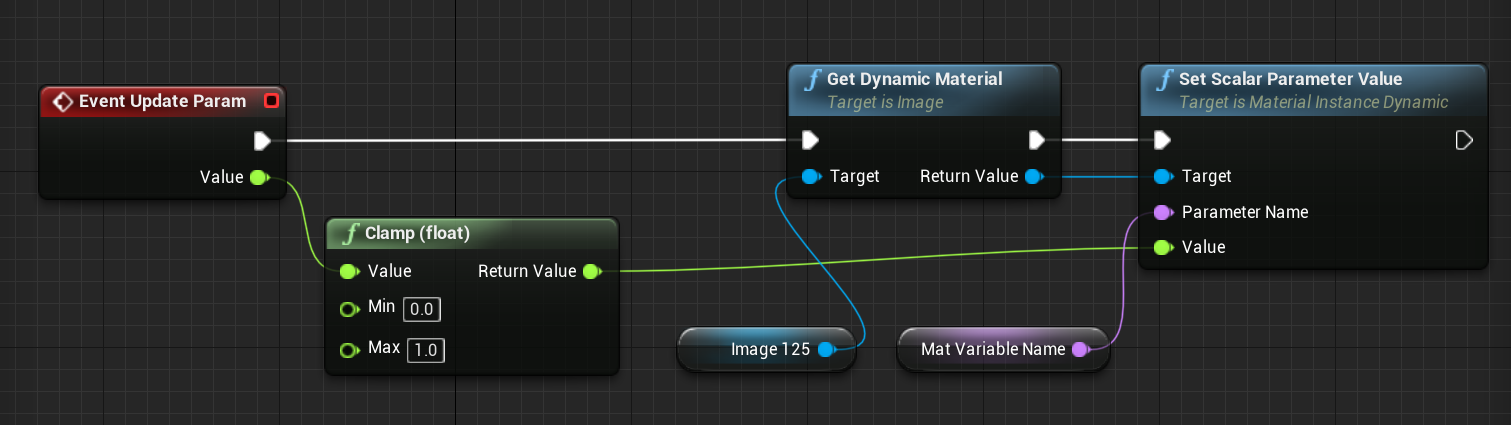 Event Update Param
Value
Clamp (float)
Value Return Value
Min 0.0
Max 1.0
Get Dynamic Material
Target is Image
Target Return Value
Image 125
Mat Variable Name
Set Scalar Parameter Value
Target is Material Instance Dynamic
Target
Parameter Name
Value